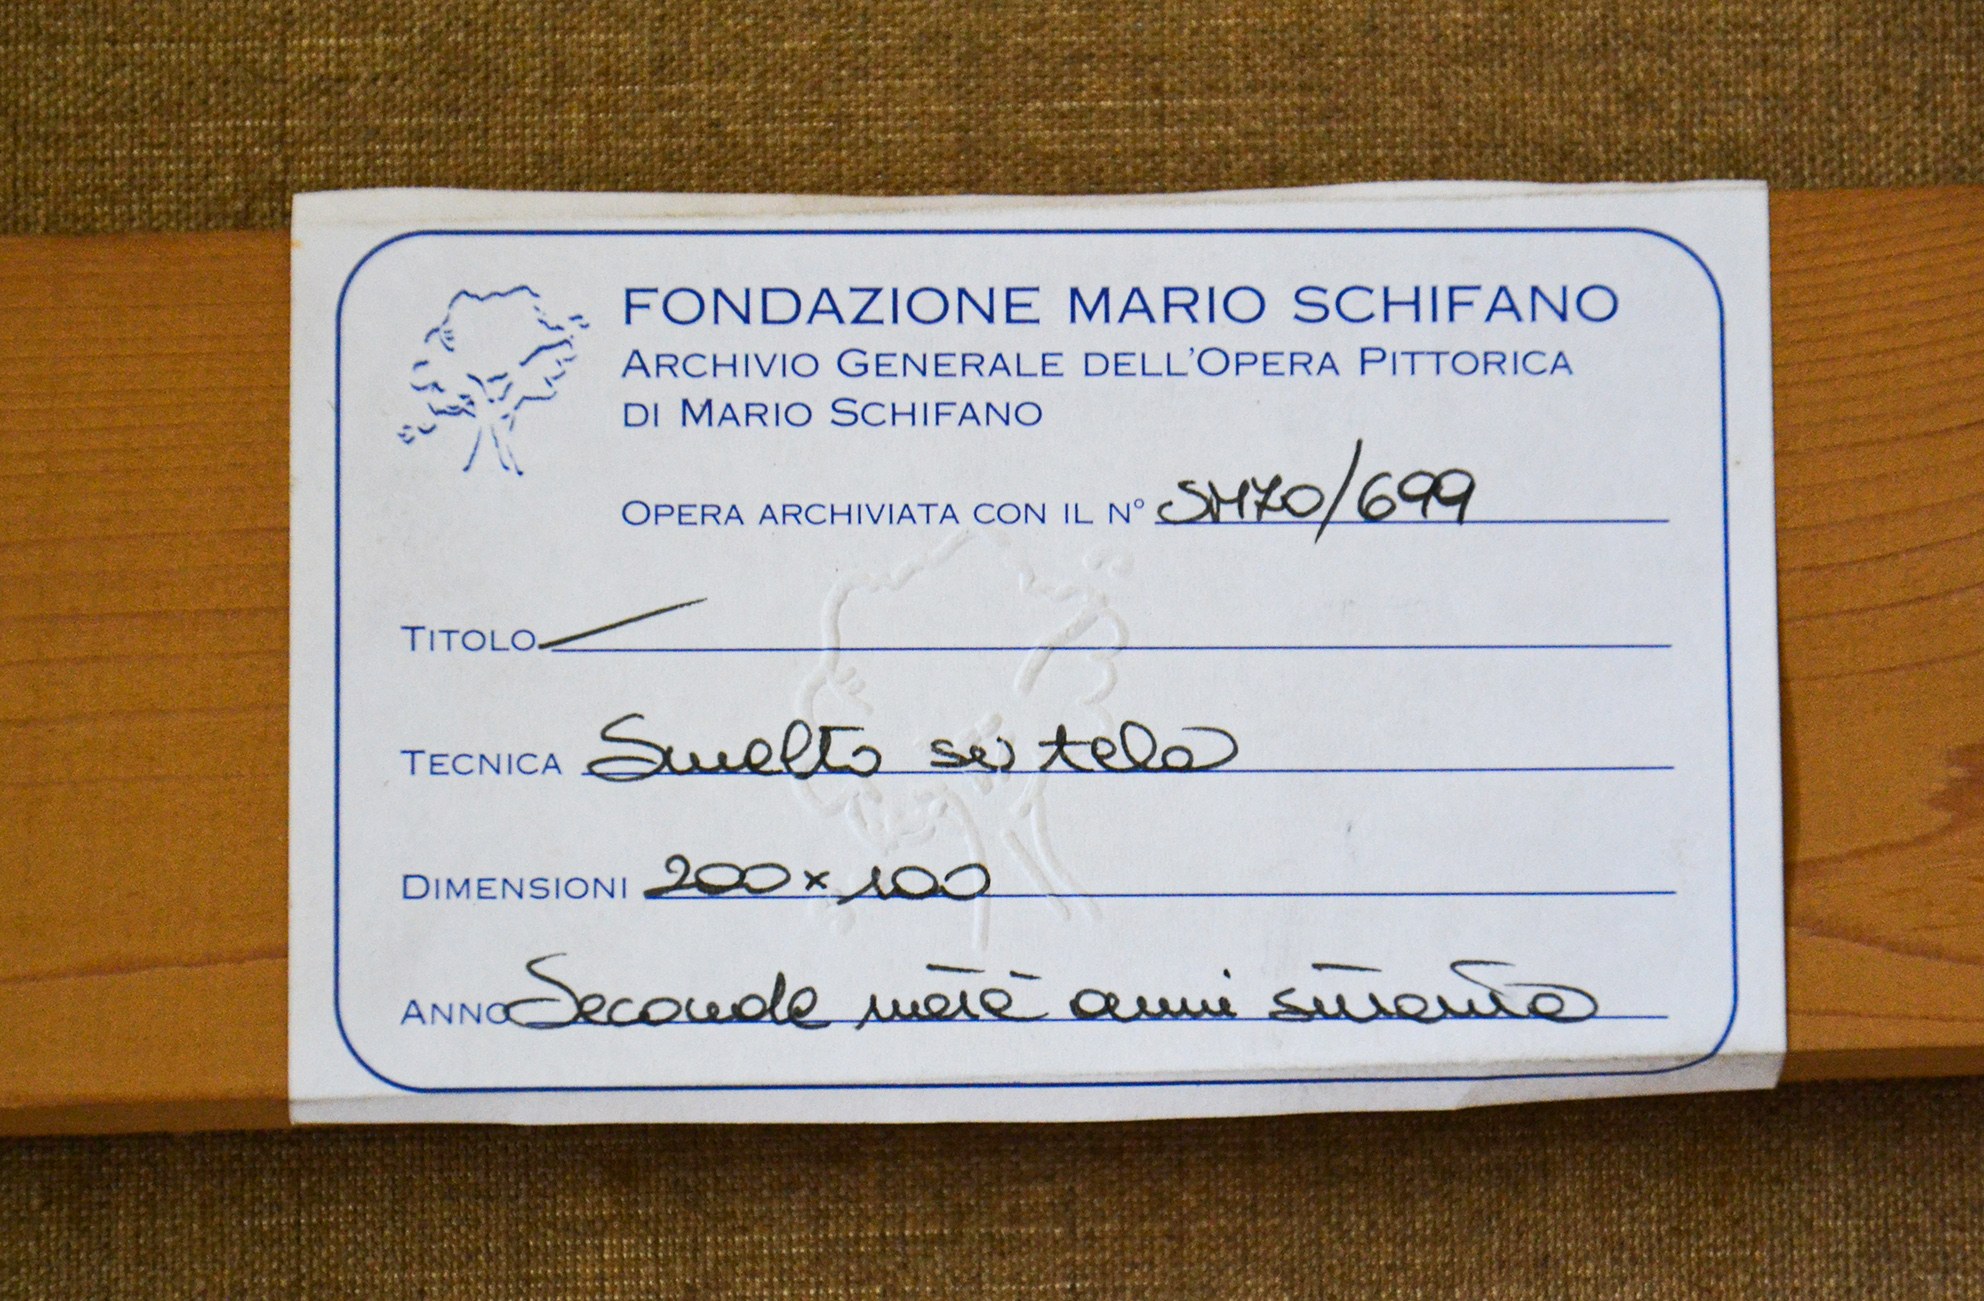 FONDAZIONE MARIO SCHIFANO
ARCHIVIO GENERALE DELL'OPERA PITTORICA
DI MARIO SCHIFANO
OPERA ARCHIVIATA CON IL N° SM70/699
TITOLO
TECNICA Smalto su tela
DIMENSIONI 200 x 100
ANNO Seconda metà anni settanta